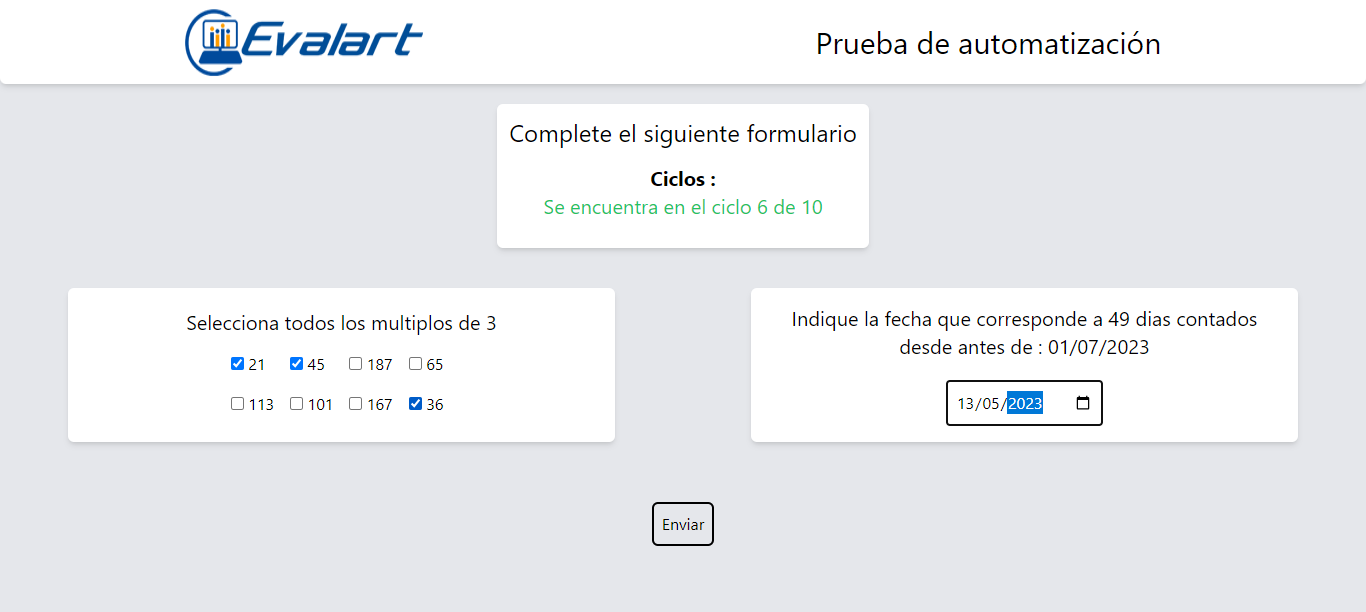 Evalart
Prueba de automatización
Complete el siguiente formulario
Ciclos :
Se encuentra en el ciclo 6 de 10
Selecciona todos los multiplos de 3
21 45 187 65
113 101 167 36
Indique la fecha que corresponde a 49 dias contados
desde antes de : 01/07/2023
13/05/2023
Enviar